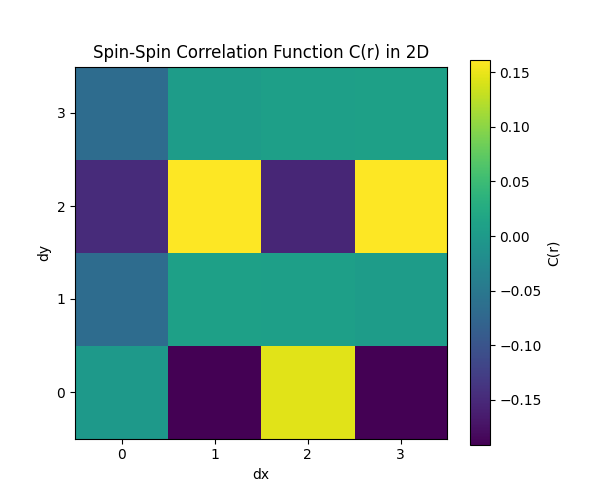 Spin-Spin Correlation Function C(r) in 2D
3
2
1
0
dy
0 1 2 3
dx
0.15
0.10
0.05
0.00
−0.05
−0.10
−0.15
C(r)